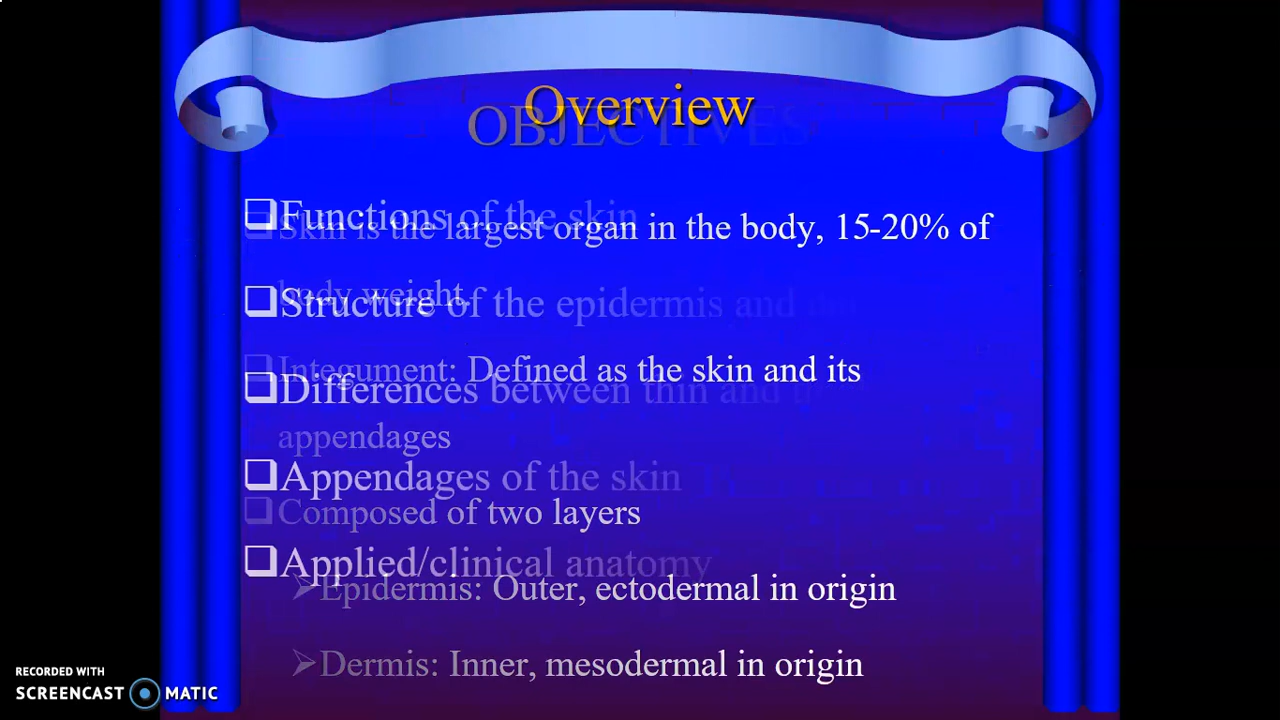 Overview
OBJECTIVES
❑Functions of the skin
❑Skin is the largest organ in the body, 15-20% of
body weight.
❑Structure of the epidermis and
❑Integument: Defined as the skin and its
❑Differences between thin and
appendages
❑Appendages of the skin
❑Composed of two layers
❑Applied/clinical anatomy
➢Epidermis: Outer, ectodermal in origin
➢Dermis: Inner, mesodermal in origin
RECORDED WITH
SCREENCAST MATIC